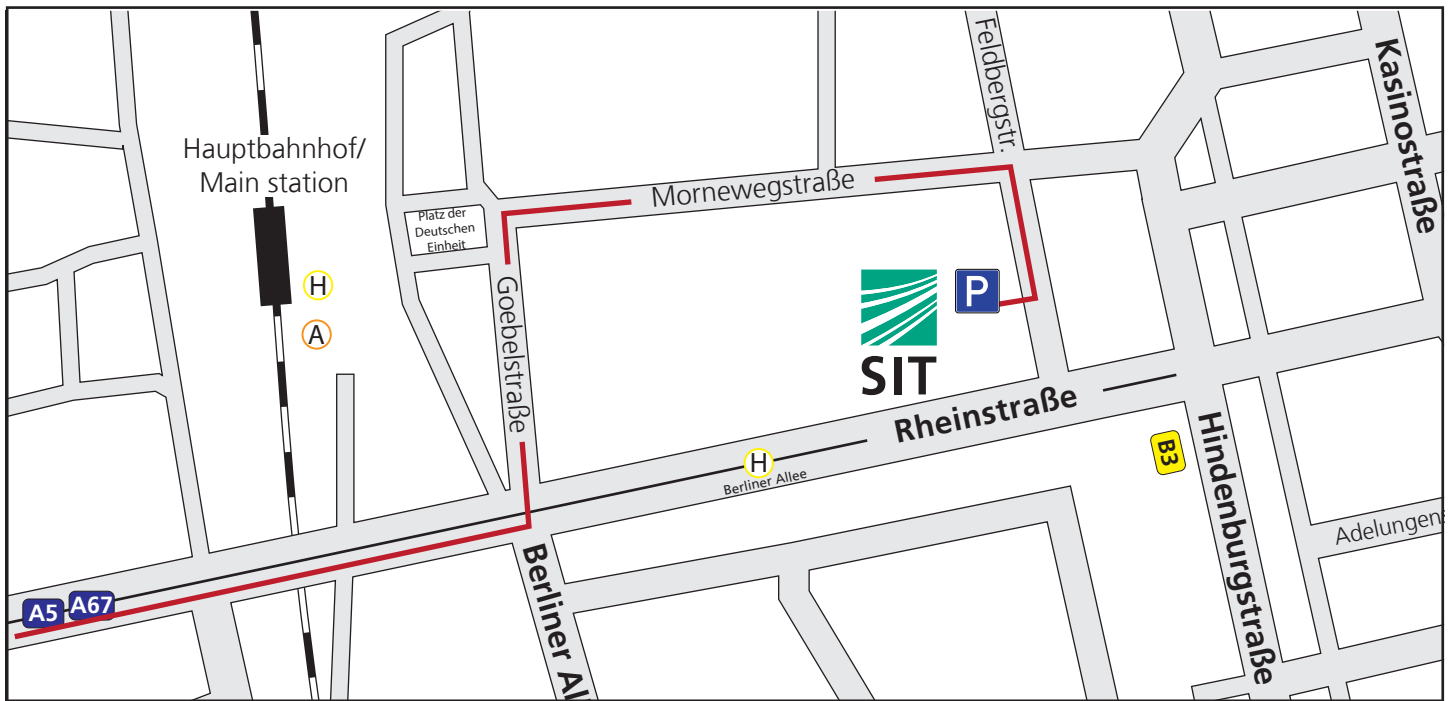 Feldbergstr.
Kasinostraße
Hauptbahnhof/
Main station
Mornewegstraße
Platz der
Deutschen
Einheit
H
A
Goebelstraße
P
SIT
Rheinstraße
H
Berliner Allee
B3
Hindenburgstraße
Adelungens
Berliner Al
A5
A67